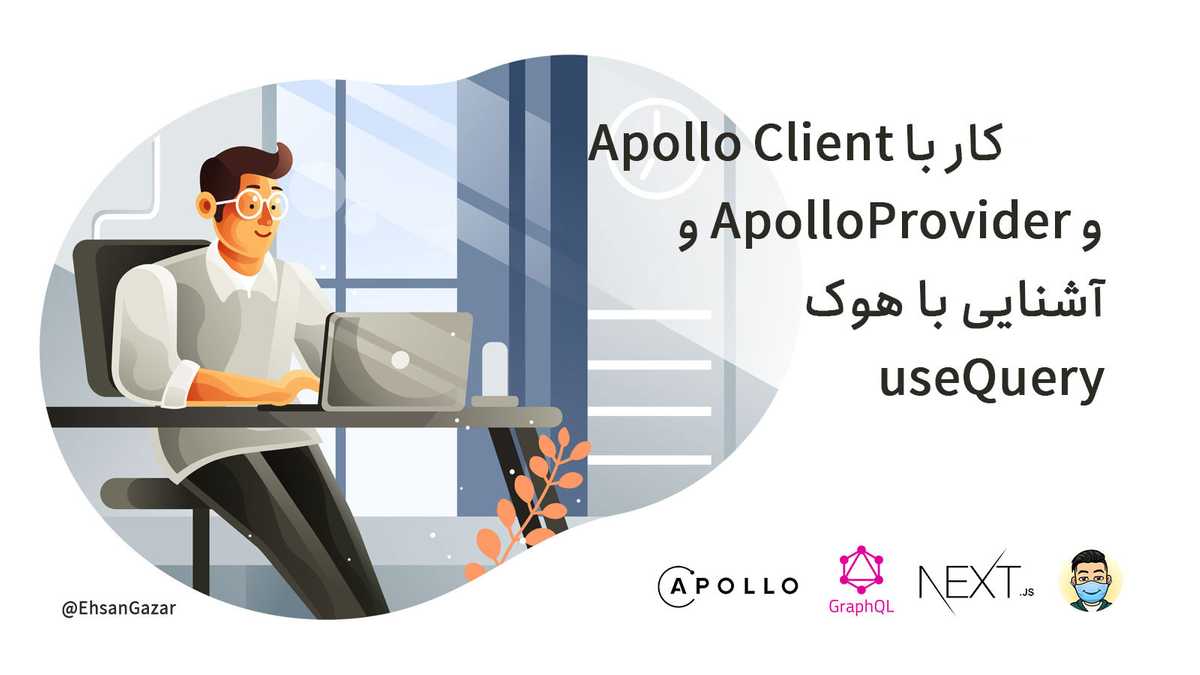 کار با Apollo Client
و ApolloProvider و
آشنایی با هوک
useQuery
APOLLO
GraphQL
NEXT.JS
@EhsanGazar